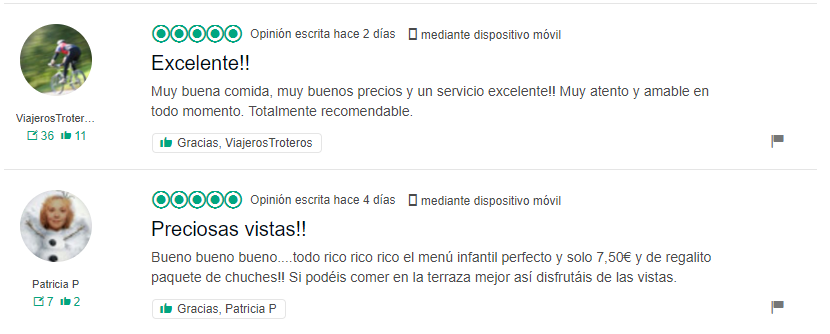 Opinión escrita hace 2 días mediante dispositivo móvil
Excelente!!
Muy buena comida, muy buenos precios y un servicio excelente!! Muy atento y amable en
todo momento. Totalmente recomendable.
ViajerosTroter...
36 11
Gracias, ViajerosTroteros
Opinión escrita hace 4 días mediante dispositivo móvil
Preciosas vistas!!
Bueno bueno bueno....todo rico rico rico el menú infantil perfecto y solo 7,50€ y de regalito
paquete de chuches!! Si podéis comer en la terraza mejor así disfrutáis de las vistas.
Patricia P
7 2
Gracias, Patricia P